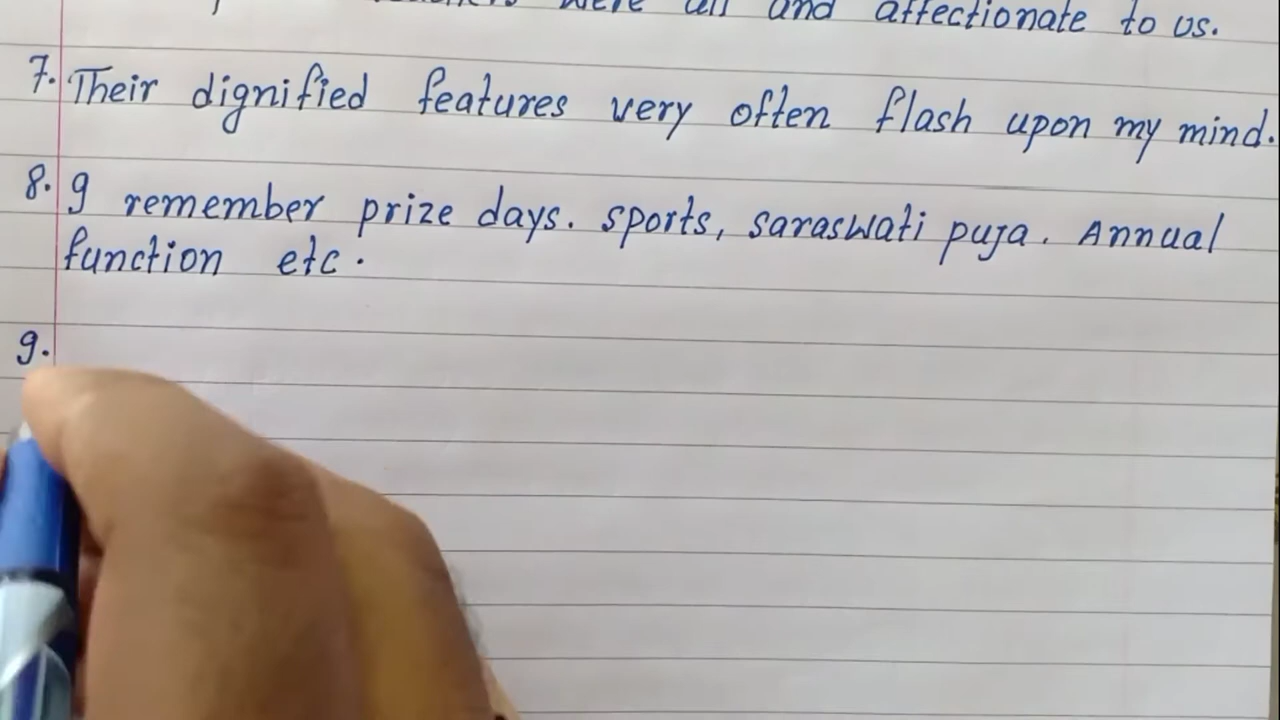 were all and affectionate to us.
7. Their dignified features very often flash upon my mind.
8. I remember prize days. sports, saraswati puja. Annual
function etc.
9.